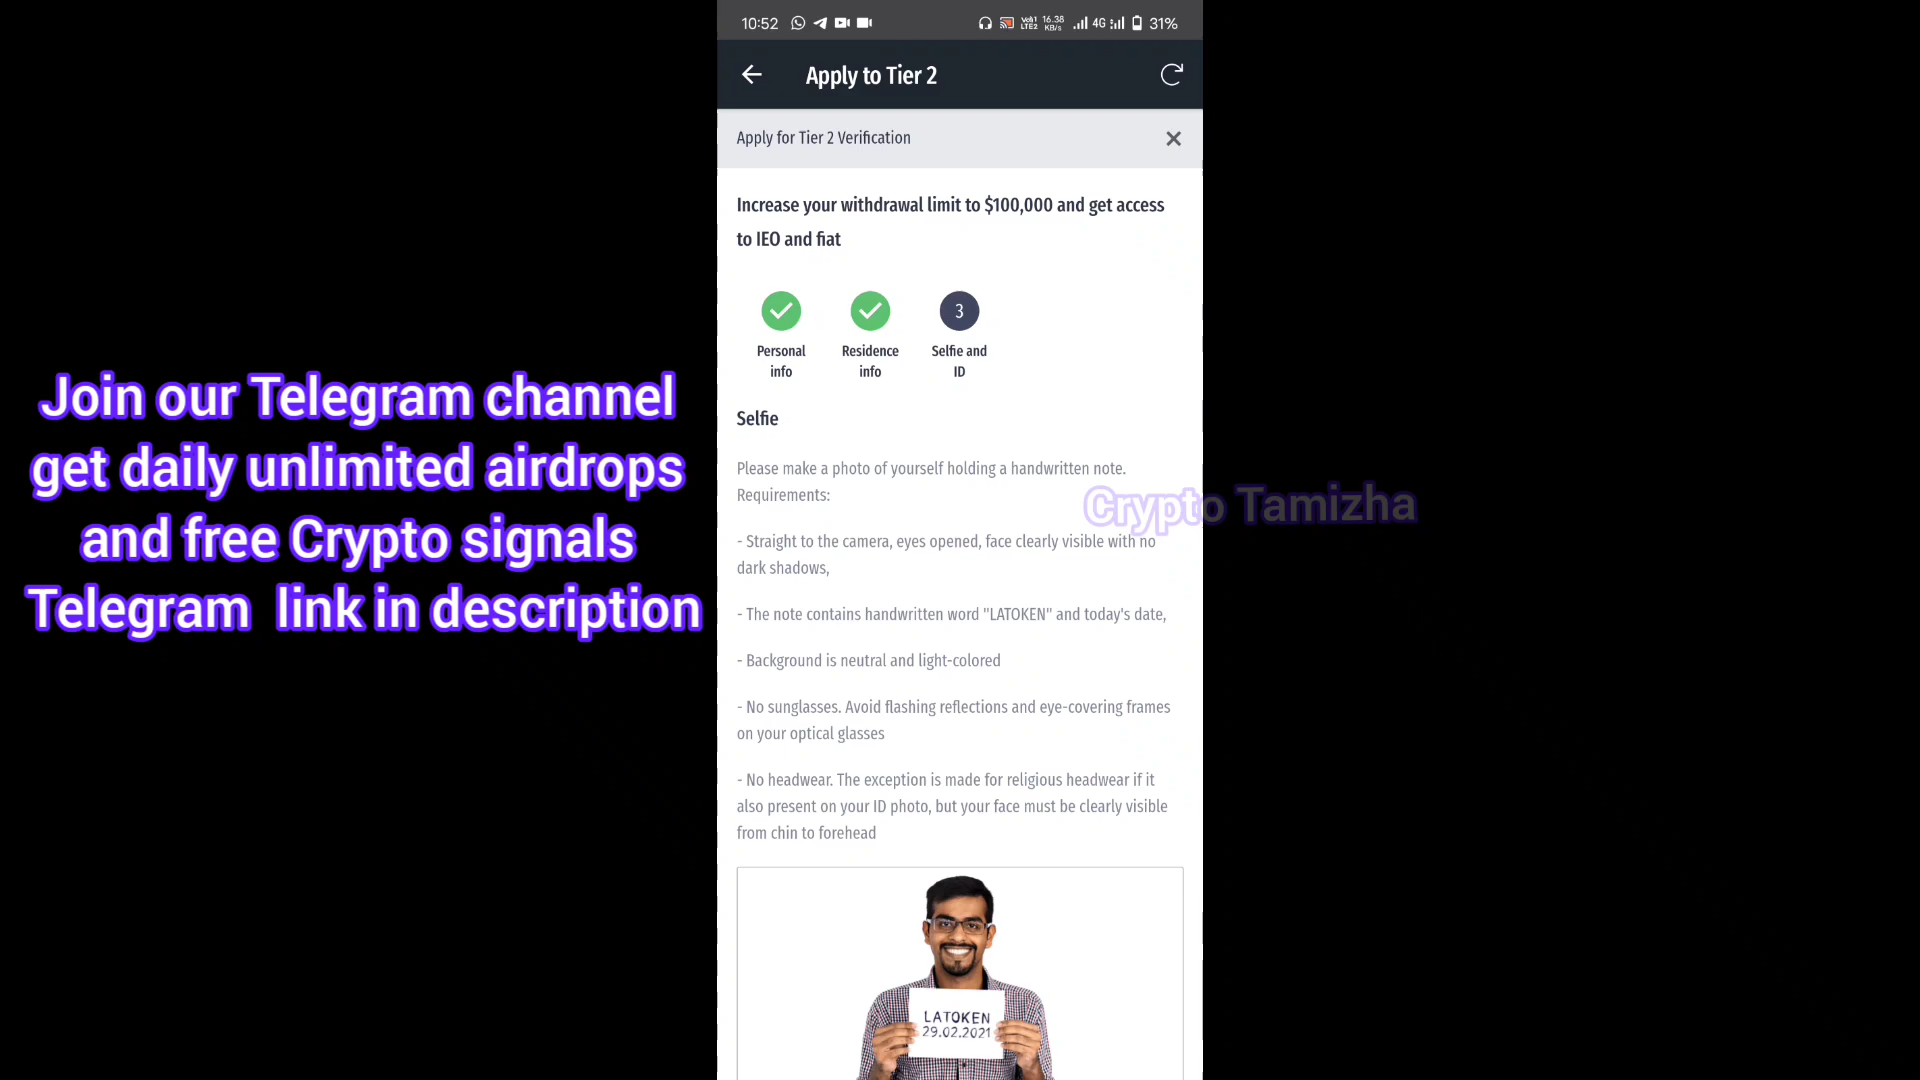 10:52
VoI1
LTE2
16.38
KB/s
4G
31%
Apply to Tier 2
Apply for Tier 2 Verification
Increase your withdrawal limit to $100,000 and get access
to IEO and fiat
3
Personal
info
Residence
info
Selfie and
ID
Selfie
Please make a photo of yourself holding a handwritten note.
Requirements:
- Straight to the camera, eyes opened, face clearly visible with no
dark shadows,
- The note contains handwritten word "LATOKEN" and today's date,
- Background is neutral and light-colored
- No sunglasses. Avoid flashing reflections and eye-covering frames
on your optical glasses
- No headwear. The exception is made for religious headwear if it
also present on your ID photo, but your face must be clearly visible
from chin to forehead
LATOKEN
29.02.2021
Join our Telegram channel
get daily unlimited airdrops
and free Crypto signals
Telegram link in description
Crypto Tamizha